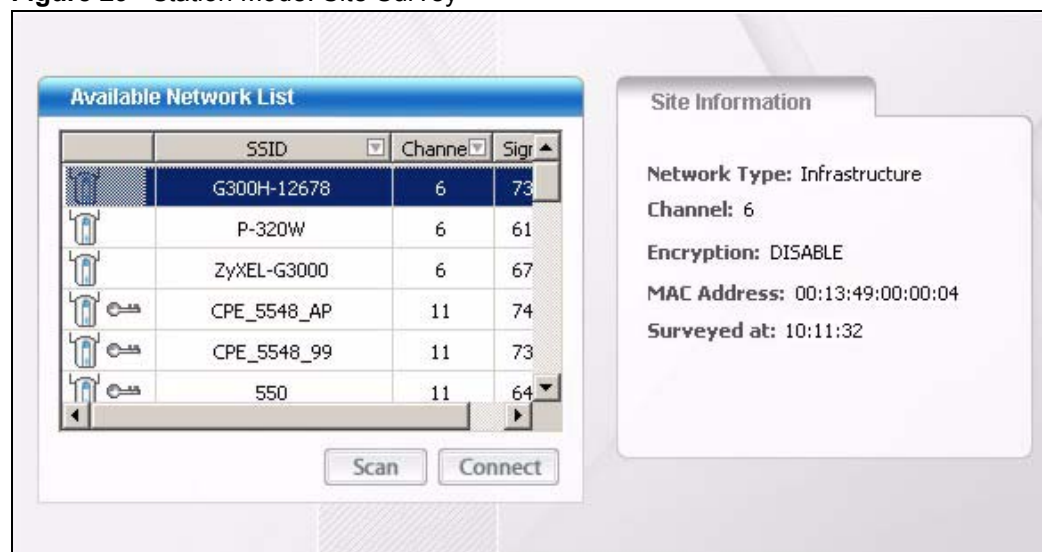 Available Network List
SSID Channe Sigr
G300H-12678 6 73
P-320W 6 61
ZyXEL-G3000 6 67
CPE_5548_AP 11 74
CPE_5548_99 11 73
550 11 64
Scan Connect
Site Information
Network Type: Infrastructure
Channel: 6
Encryption: DISABLE
MAC Address: 00:13:49:00:00:04
Surveyed at: 10:11:32